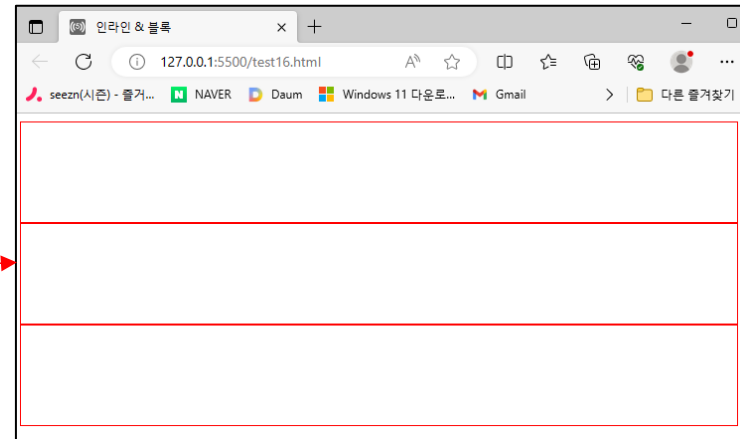 인라인 & 블록
127.0.0.1:5500/test16.html
seezn(시즌) - 즐거... NAVER Daum Windows 11 다운로... Gmail 다른 즐겨찾기